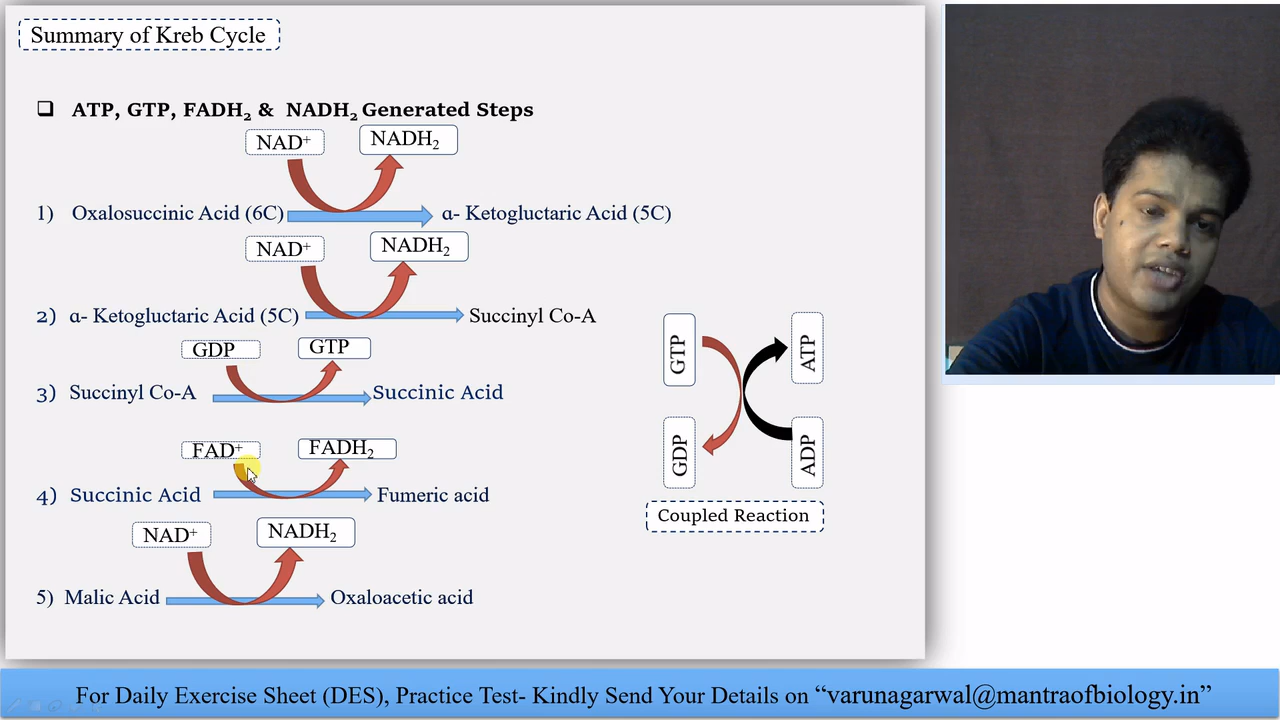 Summary of Kreb Cycle
❑ ATP, GTP, FADH₂ & NADH₂ Generated Steps
NAD⁺ NADH₂
1) Oxalosuccinic Acid (6C) α- Ketogluctaric Acid (5C)
NAD⁺ NADH₂
2) α- Ketogluctaric Acid (5C) Succinyl Co-A
GDP GTP
3) Succinyl Co-A Succinic Acid
FAD⁺ FADH₂
4) Succinic Acid Fumeric acid
NAD⁺ NADH₂
5) Malic Acid Oxaloacetic acid
GTP ATP
GDP ADP
Coupled Reaction
For Daily Exercise Sheet (DES), Practice Test- Kindly Send Your Details on “varunagarwal@mantraofbiology.in”